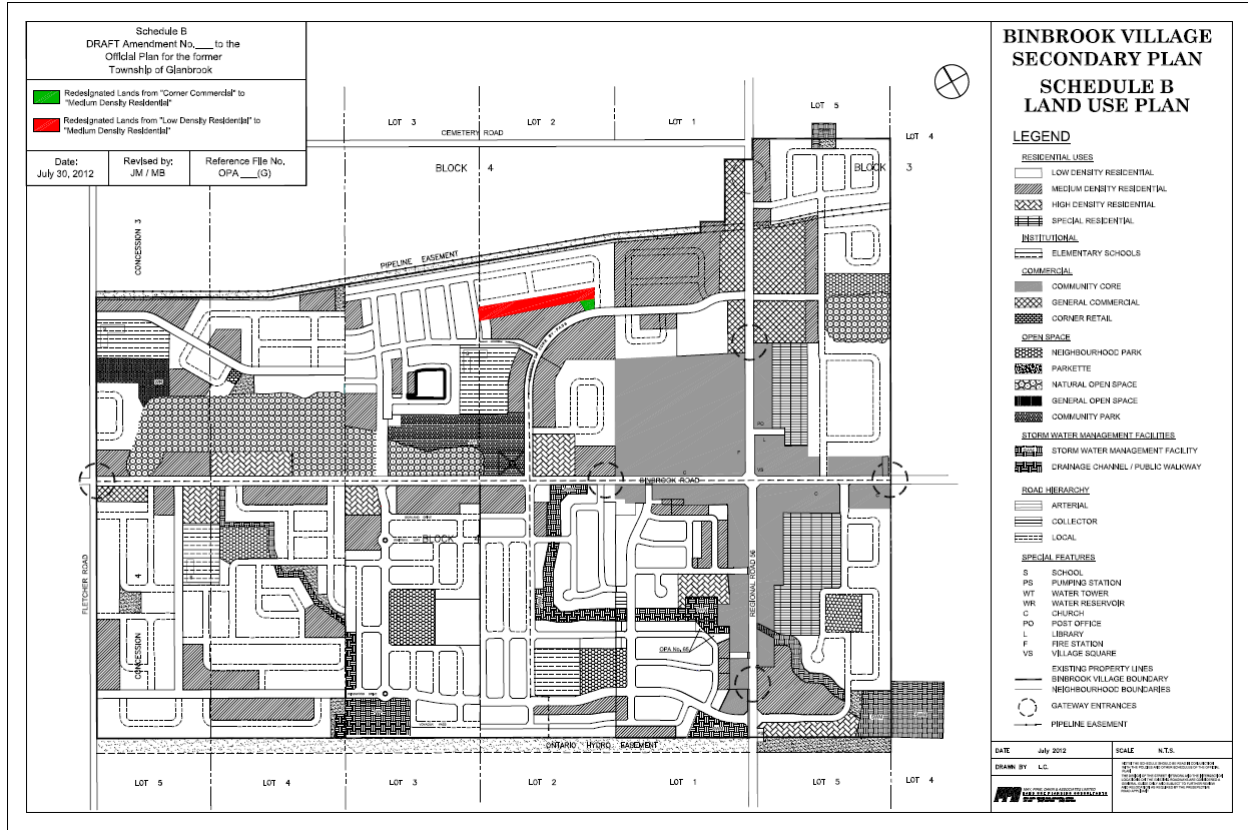 Schedule B
DRAFT Amendment No.___ to the
Official Plan for the former
Township of Glanbrook
Redesignated Lands from "Corner Commercial" to
"Medium Density Residential"
Redesignated Lands from "Low Density Residential" to
"Medium Density Residential"
Date:
July 30, 2012
Revised by:
JM / MB
Reference File No.
OPA ___(G)
LOT 3
LOT 2
LOT 1
LOT 5
LOT 4
CEMETERY ROAD
BLOCK 4
BLOCK 3
CONCESSION 3
PIPELINE EASEMENT
BINBROOK ROAD
BLOCK 4
FLETCHER ROAD
REGIONAL ROAD 56
CONCESSION 4
OPA No. 66
ONTARIO HYDRO EASEMENT
LOT 5
LOT 4
LOT 3
LOT 2
LOT 1
LOT 5
LOT 4
BINBROOK VILLAGE
SECONDARY PLAN
SCHEDULE B
LAND USE PLAN
LEGEND
RESIDENTIAL USES
LOW DENSITY RESIDENTIAL
MEDIUM DENSITY RESIDENTIAL
HIGH DENSITY RESIDENTIAL
SPECIAL RESIDENTIAL
INSTITUTIONAL
ELEMENTARY SCHOOLS
COMMERCIAL
COMMUNITY CORE
GENERAL COMMERCIAL
CORNER RETAIL
OPEN SPACE
NEIGHBOURHOOD PARK
PARKETTE
NATURAL OPEN SPACE
GENERAL OPEN SPACE
COMMUNITY PARK
STORM WATER MANAGEMENT FACILITIES
STORM WATER MANAGEMENT FACILITY
DRAINAGE CHANNEL / PUBLIC WALKWAY
ROAD HIERARCHY
ARTERIAL
COLLECTOR
LOCAL
SPECIAL FEATURES
S SCHOOL
PS PUMPING STATION
WT WATER TOWER
WR WATER RESERVOIR
C CHURCH
PO POST OFFICE
L LIBRARY
F FIRE STATION
VS VILLAGE SQUARE
EXISTING PROPERTY LINES
BINBROOK VILLAGE BOUNDARY
NEIGHBOURHOOD BOUNDARIES
GATEWAY ENTRANCES
PIPELINE EASEMENT
DATE July 2012
SCALE N.T.S.
DRAWN BY L.C.